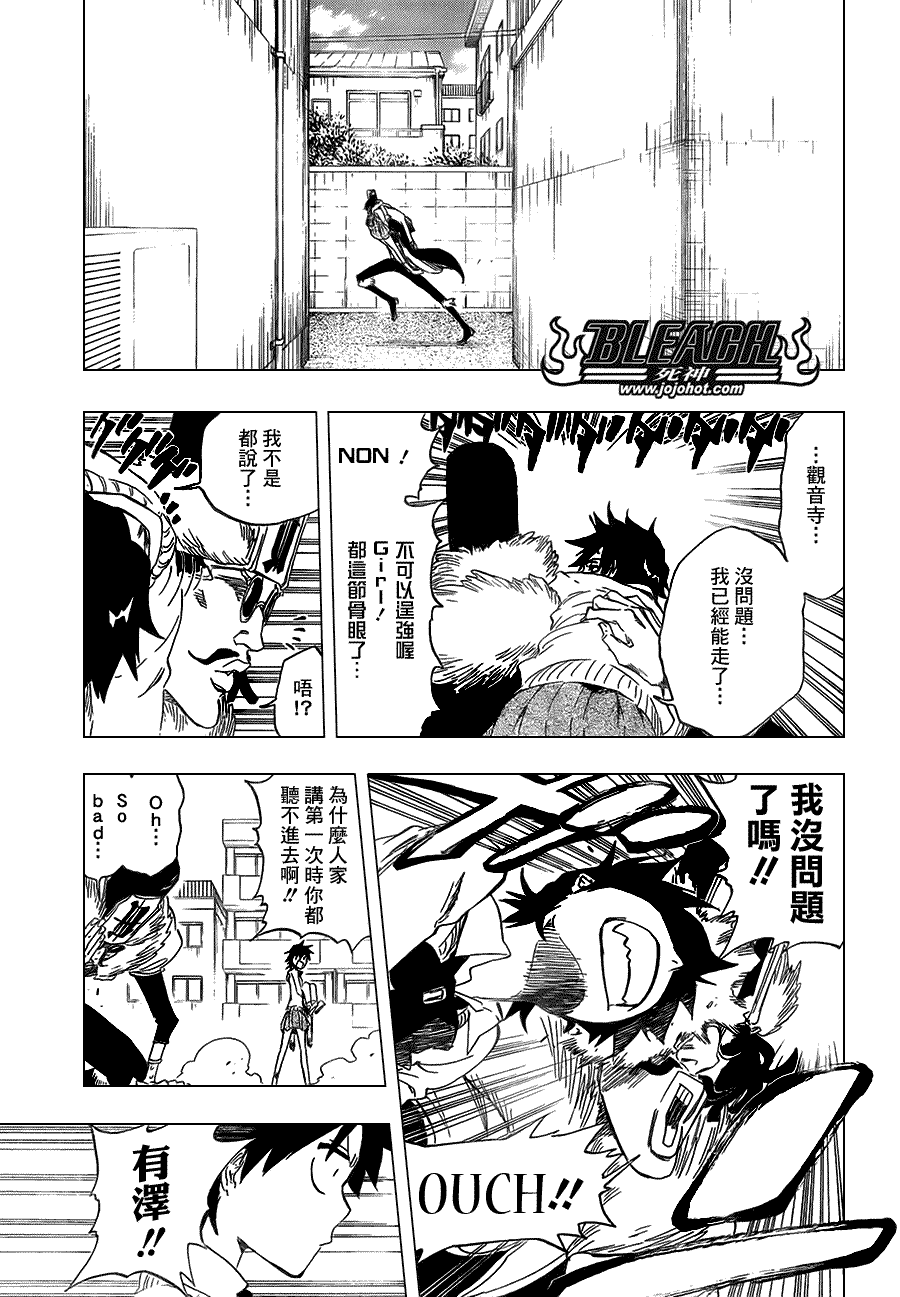 BLEACH
死神
www.jojohot.com
…觀音寺…
沒問題…
我已經能走了…
NON！
不可以逞強喔
Girl！
都這節骨眼了…
我不是
都說了…
唔!?
我沒問題
了嗎!!
OUCH!!
為什麼人家
講第一次時你都
聽不進去啊!!
Oh…
So
bad…
有澤!!